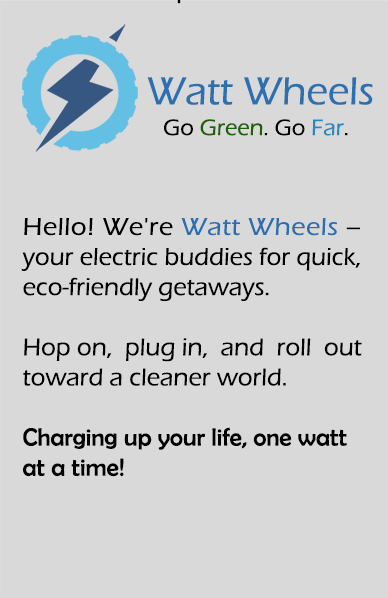 Watt Wheels
Go Green. Go Far.
Hello! We're Watt Wheels –
your electric buddies for quick,
eco-friendly getaways.
Hop on, plug in, and roll out
toward a cleaner world.
Charging up your life, one watt
at a time!